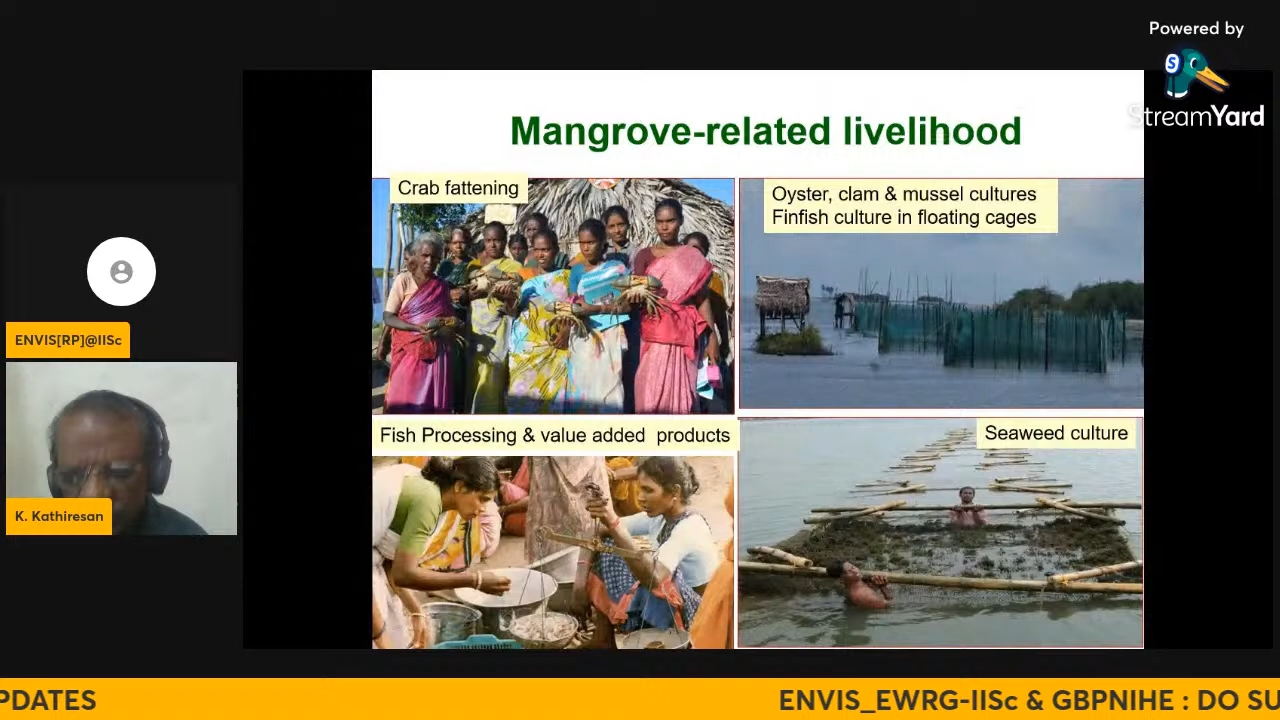 Powered by
StreamYard
Mangrove-related livelihood
Crab fattening
Oyster, clam & mussel cultures
Finfish culture in floating cages
Fish Processing & value added products
Seaweed culture
ENVIS[RP]@IISc
K. Kathiresan
PDATES
ENVIS_EWRG-IISc & GBPNIHE : DO SU